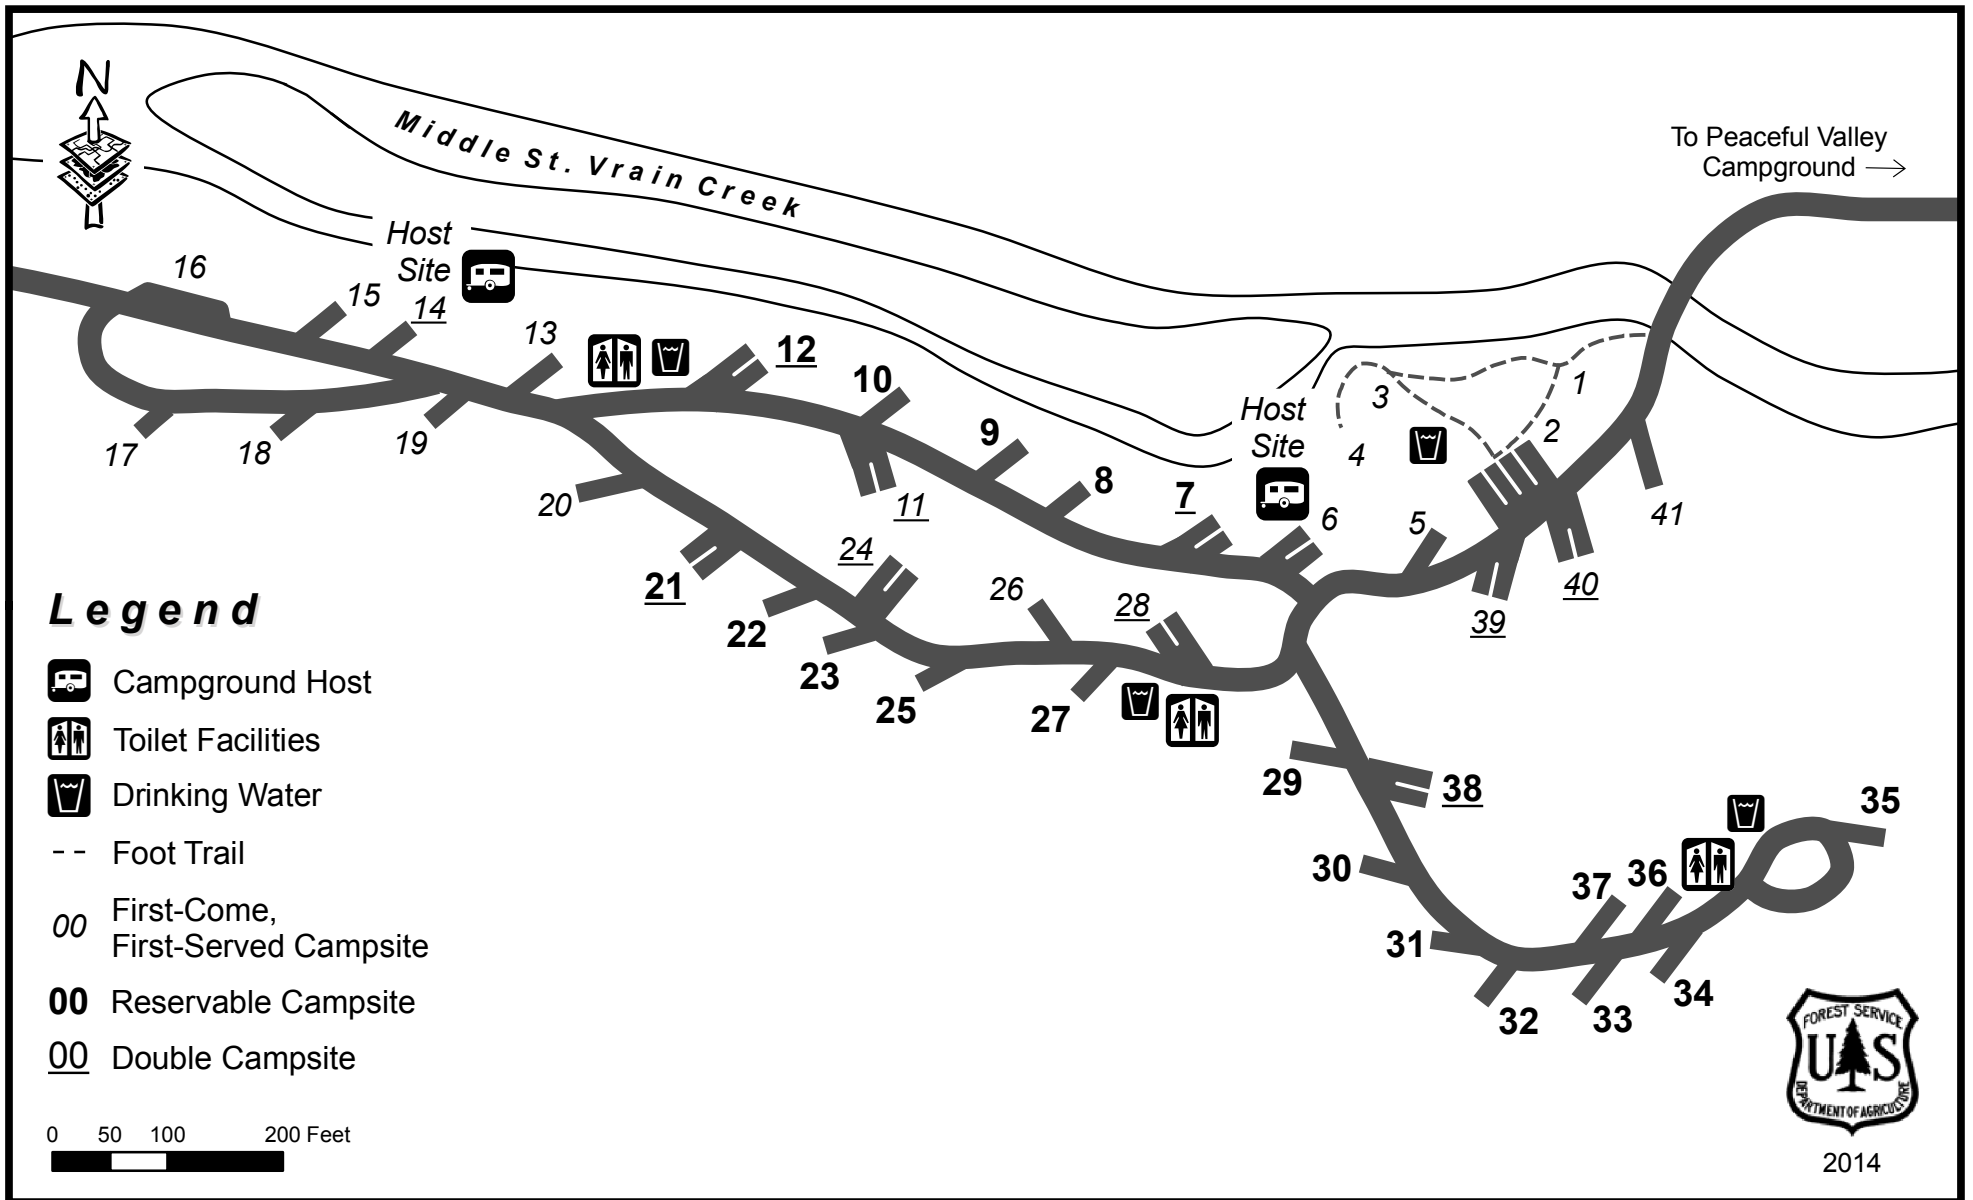 N
Middle St. Vrain Creek
To Peaceful Valley
Campground
Host
Site
16
15
14
13
12
10
9
8
7
11
Host
Site
6
5
4
3
2
1
41
40
39
17
18
19
20
21
22
23
24
25
26
27
28
29
38
30
31
32
33
34
35
36
37
Legend
Campground Host
Toilet Facilities
Drinking Water
Foot Trail
00 First-Come,
First-Served Campsite
00 Reservable Campsite
00 Double Campsite
0 50 100 200 Feet
FOREST SERVICE
U S
DEPARTMENT OF AGRICULTURE
2014